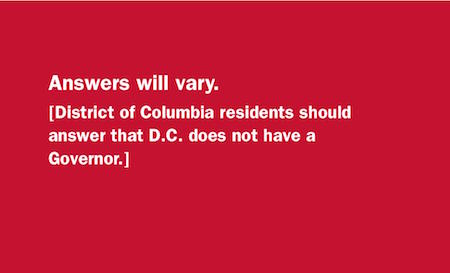 Answers will vary.
[District of Columbia residents should
answer that D.C. does not have a
Governor.]